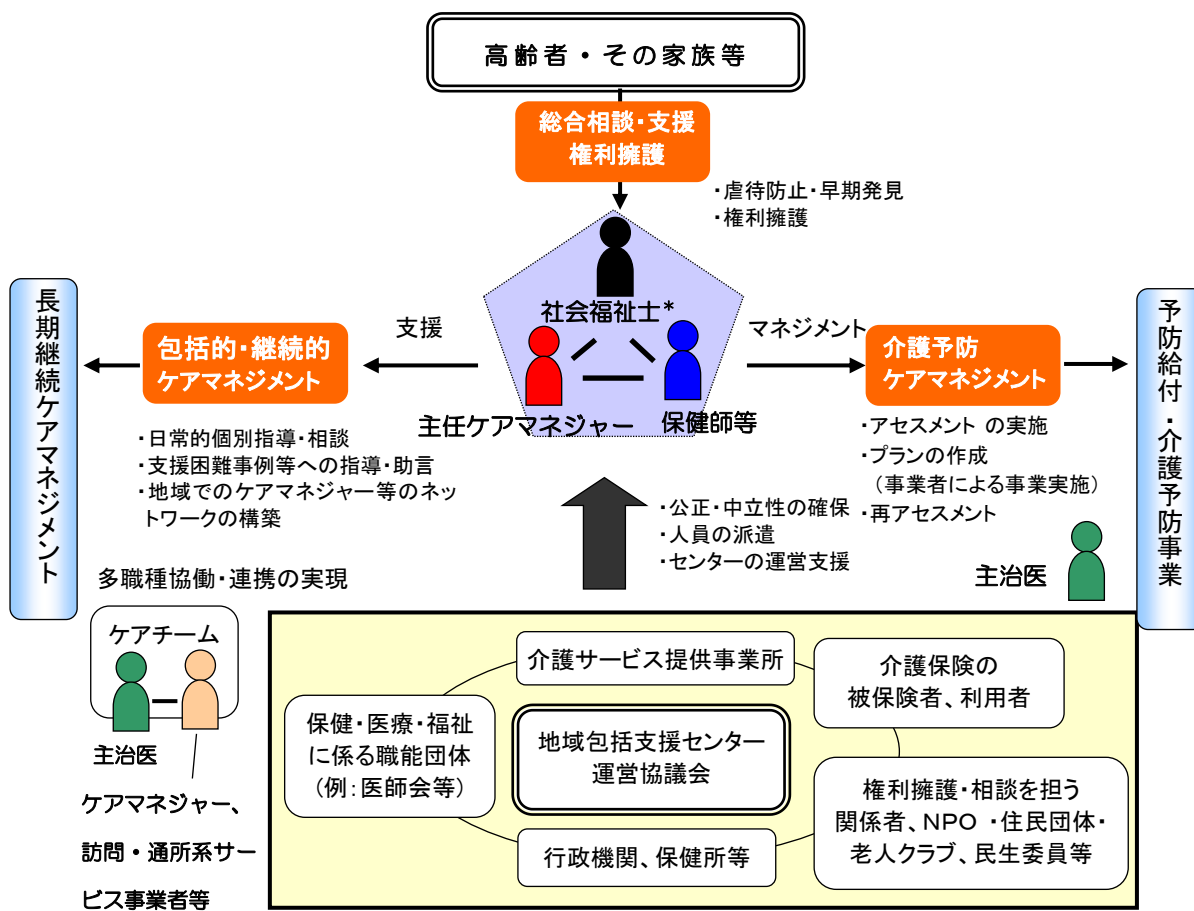 高齢者・その家族等
総合相談・支援
権利擁護
・虐待防止・早期発見
・権利擁護
社会福祉士*
主任ケアマネジャー
保健師等
支援
マネジメント
長期継続ケアマネジメント
包括的・継続的
ケアマネジメント
介護予防
ケアマネジメント
予防給付・介護予防事業
・日常的個別指導・相談
・支援困難事例等への指導・助言
・地域でのケアマネジャー等のネッ
トワークの構築
・アセスメント の実施
・プランの作成
（事業者による事業実施）
・再アセスメント
・公正・中立性の確保
・人員の派遣
・センターの運営支援
主治医
多職種協働・連携の実現
ケアチーム
主治医
ケアマネジャー、
訪問・通所系サー
ビス事業者等
介護サービス提供事業所
介護保険の
被保険者、利用者
保健・医療・福祉
に係る職能団体
（例：医師会等）
地域包括支援センター
運営協議会
権利擁護・相談を担う
関係者、NPO ・住民団体・
老人クラブ、民生委員等
行政機関、保健所等